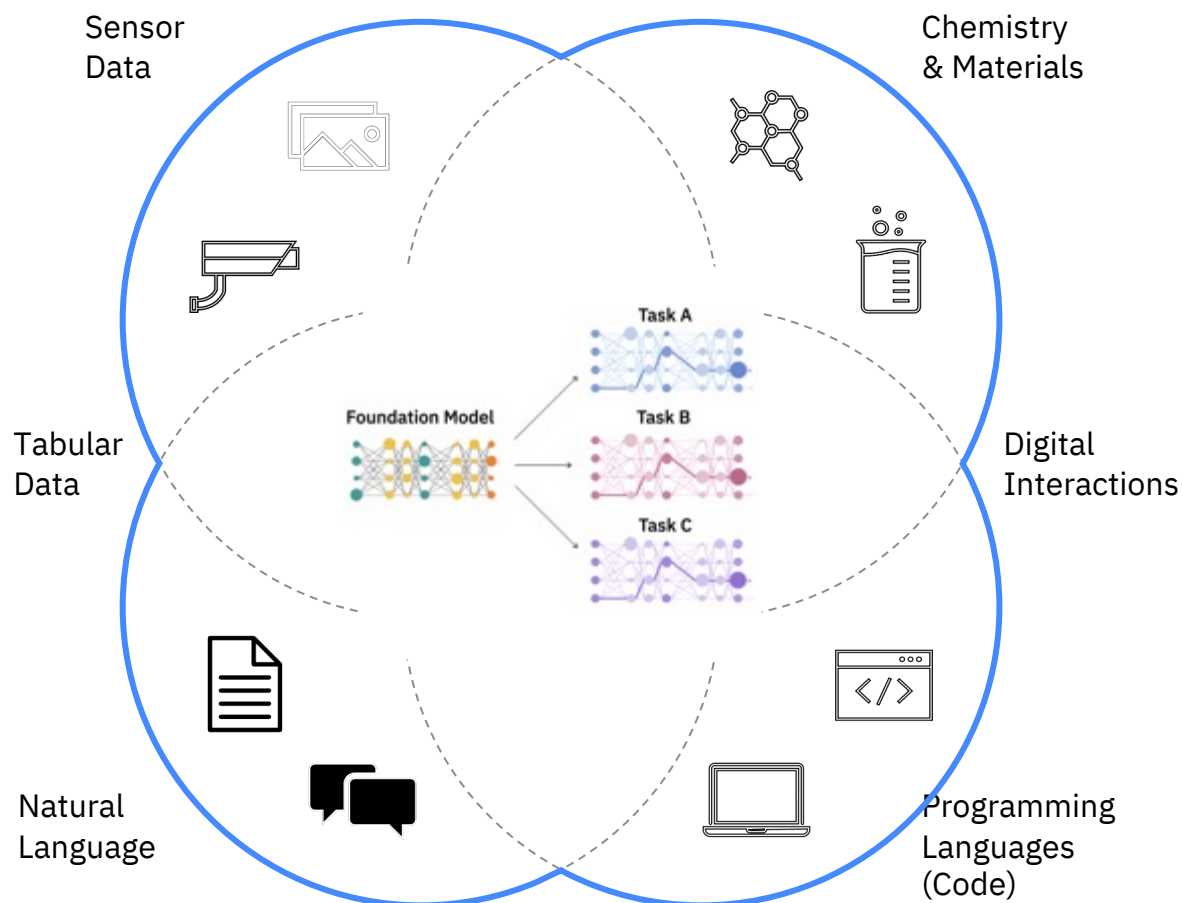 Sensor
Data
Chemistry
& Materials
Task A
Foundation Model
Task B
Tabular
Data
Digital
Interactions
Task C
</>
Natural
Language
Programming
Languages
(Code)